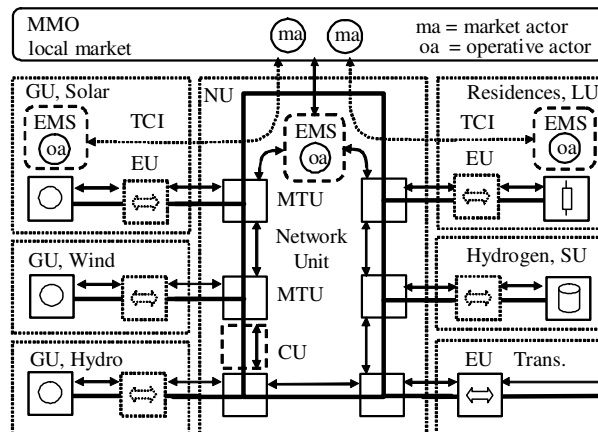 MMO
local market
ma
ma
ma = market actor
oa = operative actor
GU, Solar
NU
Residences, LU
EMS
oa
TCI
EMS
oa
TCI
EMS
oa
EU
EU
MTU
Network
Unit
GU, Wind
MTU
Hydrogen, SU
CU
GU, Hydro
EU
Trans.